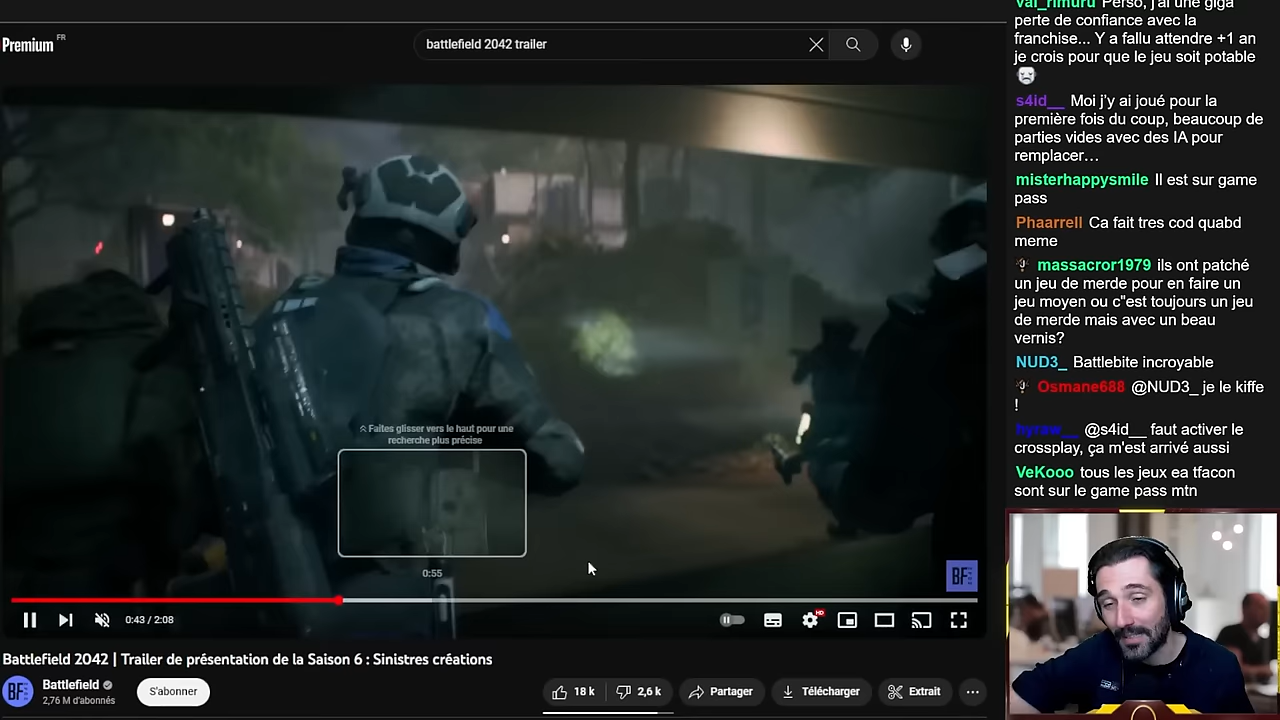 Premium FR
battlefield 2042 trailer
Faites glisser vers le haut pour une
recherche plus précise
0:55
BF
0:43 / 2:08
HD
Battlefield 2042 | Trailer de présentation de la Saison 6 : Sinistres créations
BF
Battlefield
2,76 M d'abonnés
S'abonner
18 k
2,6 k
Partager
Télécharger
Extrait
val_rimuru Perso, j'ai une giga
perte de confiance avec la
franchise... Y a fallu attendre +1 an
je crois pour que le jeu soit potable
s4id__ Moi j'y ai joué pour la
première fois du coup, beaucoup de
parties vides avec des IA pour
remplacer…
misterhappysmile Il est sur game
pass
Phaarrell Ca fait tres cod quabd
meme
massacror1979 ils ont patché
un jeu de merde pour en faire un
jeu moyen ou c"est toujours un jeu
de merde mais avec un beau
vernis?
NUD3_ Battlebite incroyable
Osmane688 @NUD3_ je le kiffe
!
@s4id__ faut activer le
crossplay, ça m'est arrivé aussi
VeKooo tous les jeux ea tfacon
sont sur le game pass mtn